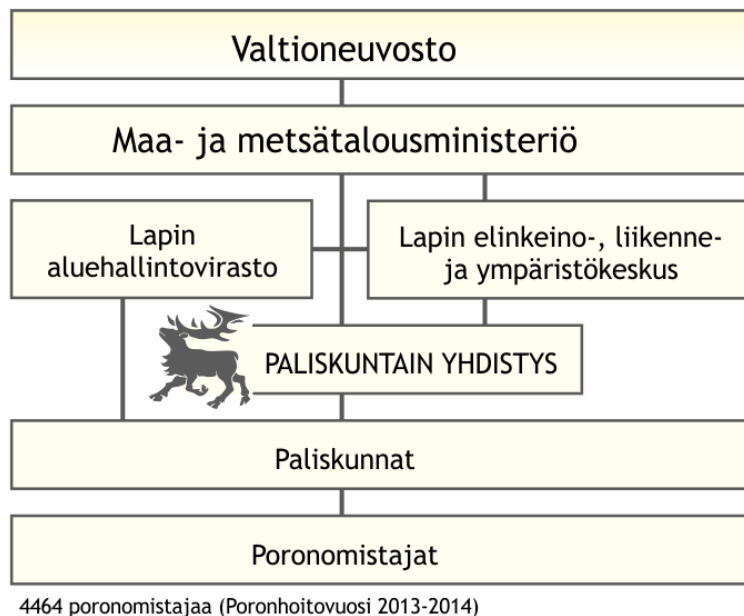 Valtioneuvosto
Maa- ja metsätalousministeriö
Lapin
aluehallintovirasto
Lapin elinkeino-, liikenne-
ja ympäristökeskus
PALISKUNTAIN YHDISTYS
Paliskunnat
Poronomistajat
4464 poronomistajaa (Poronhoitovuosi 2013-2014)